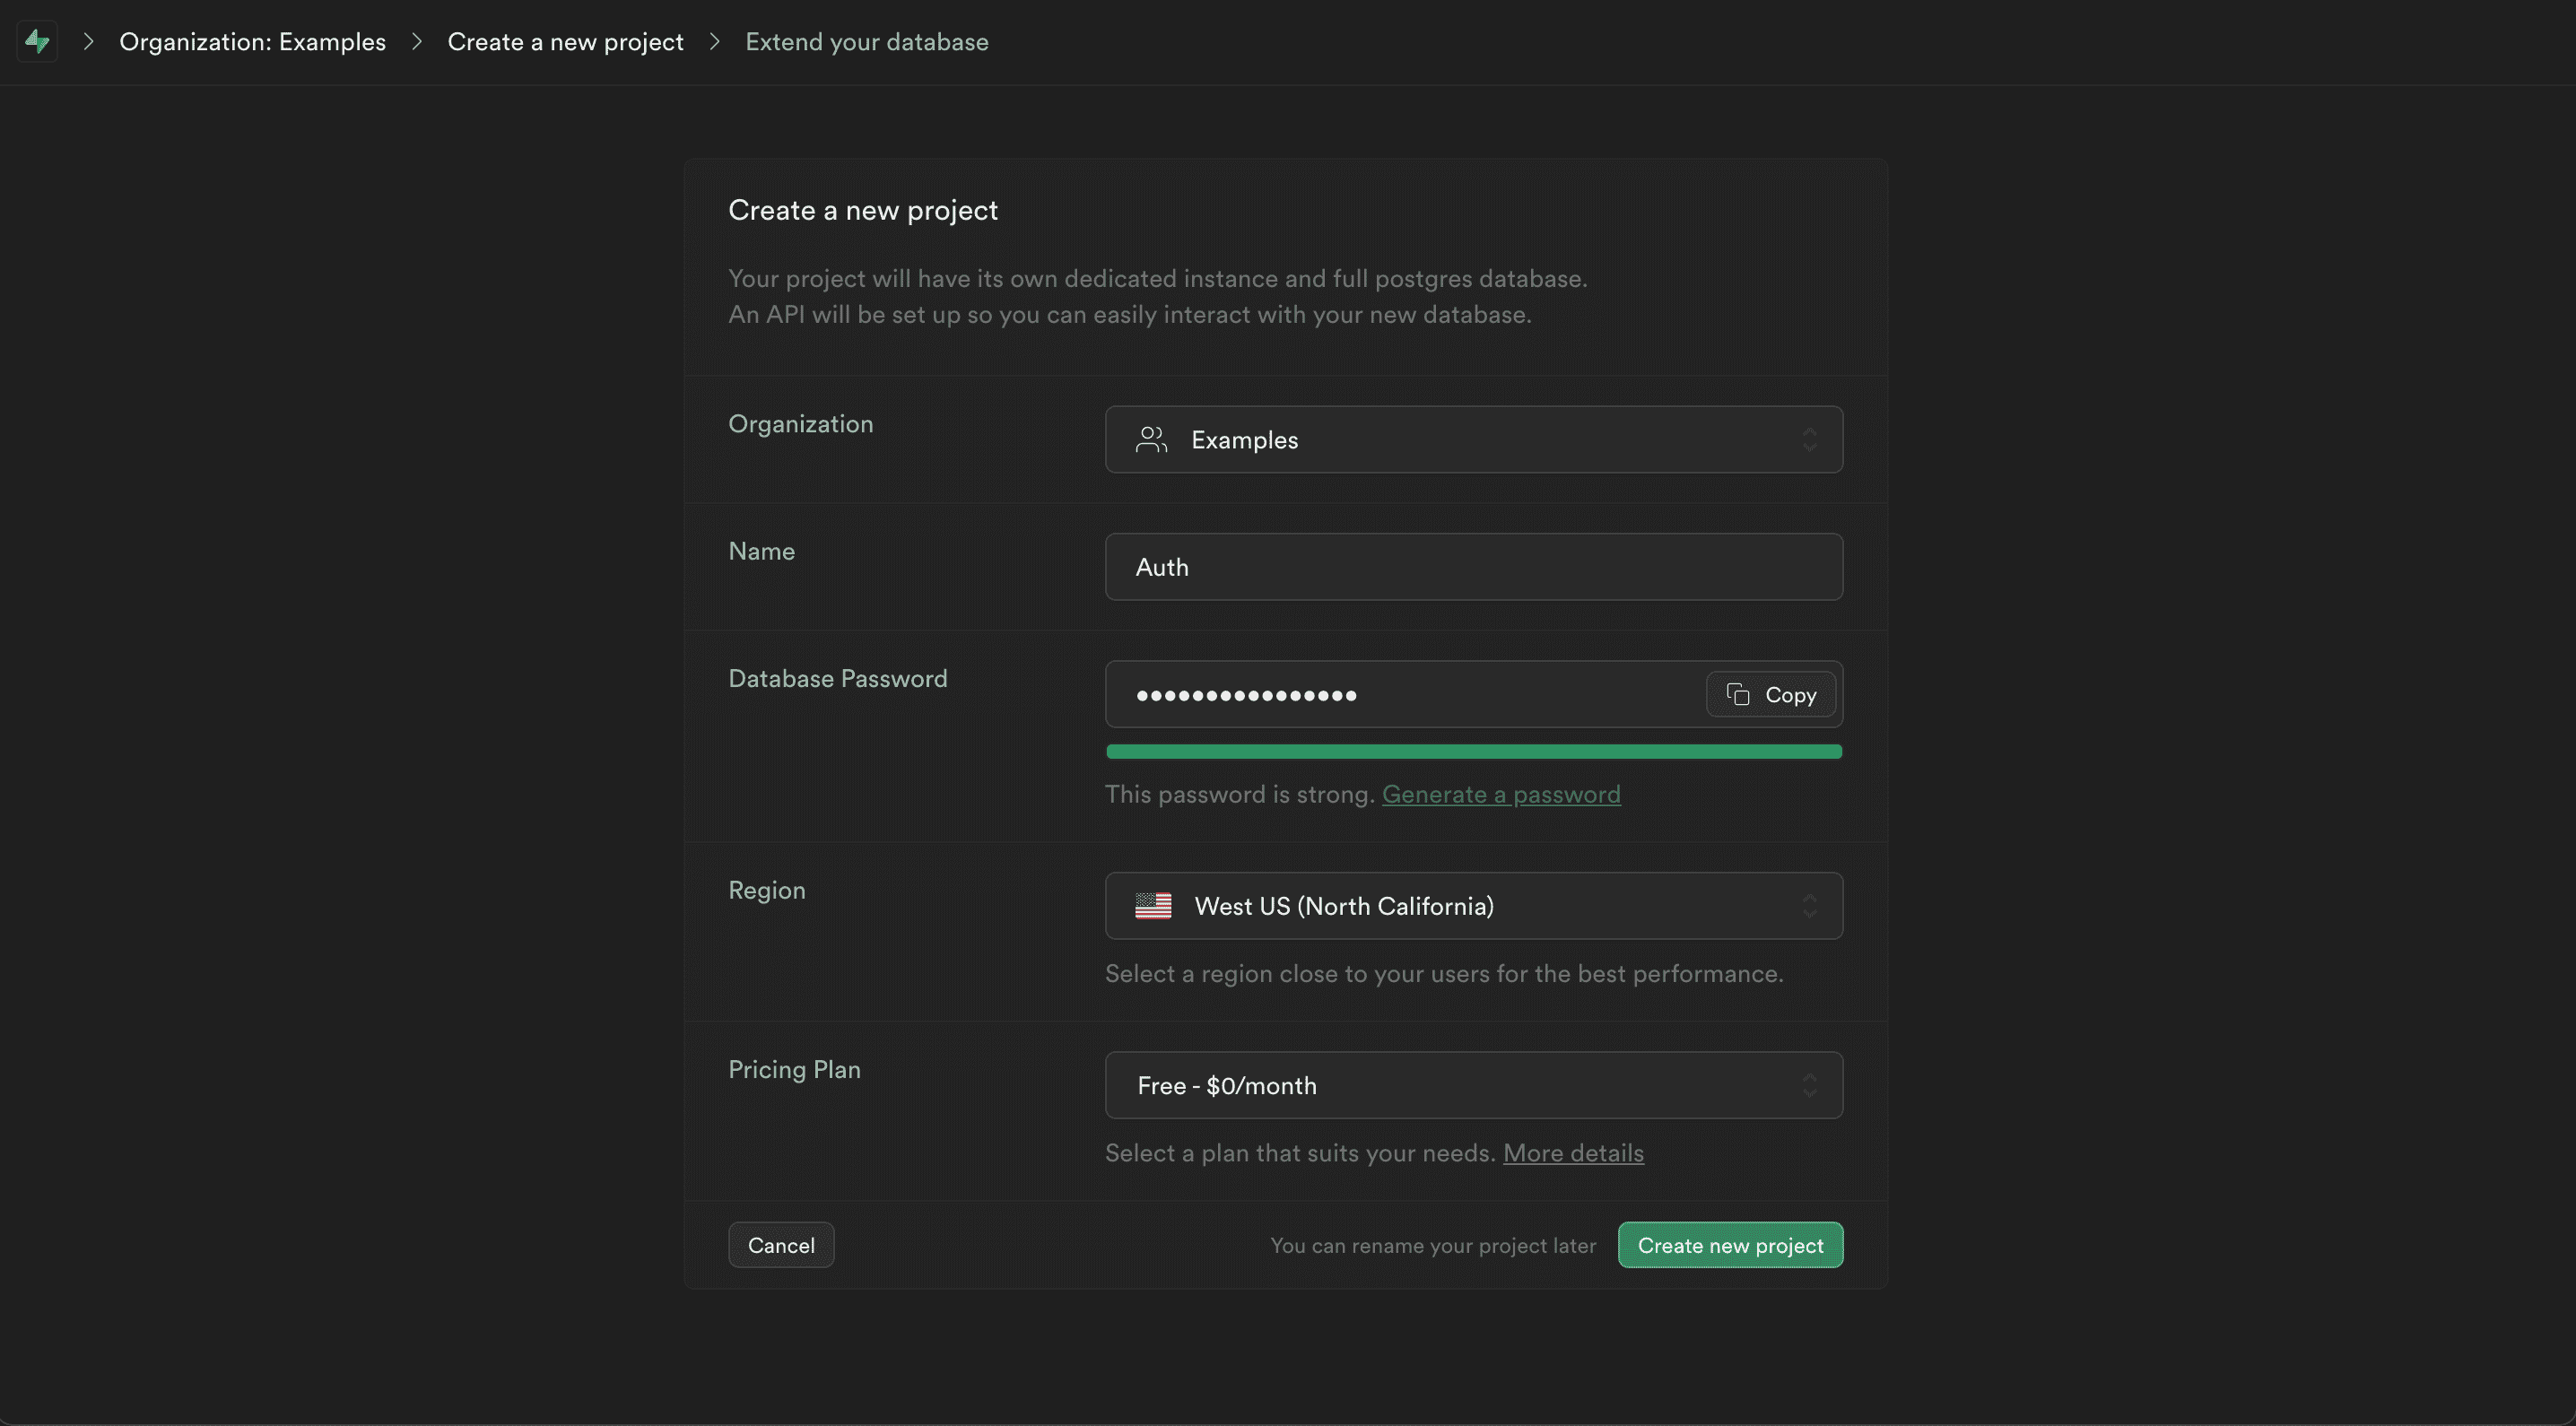 Organization: Examples > Create a new project > Extend your database
Create a new project
Your project will have its own dedicated instance and full postgres database.
An API will be set up so you can easily interact with your new database.
Organization
Examples
Name
Auth
Database Password
••••••••••••••••
Copy
This password is strong. Generate a password
Region
West US (North California)
Select a region close to your users for the best performance.
Pricing Plan
Free - $0/month
Select a plan that suits your needs. More details
Cancel
You can rename your project later
Create new project